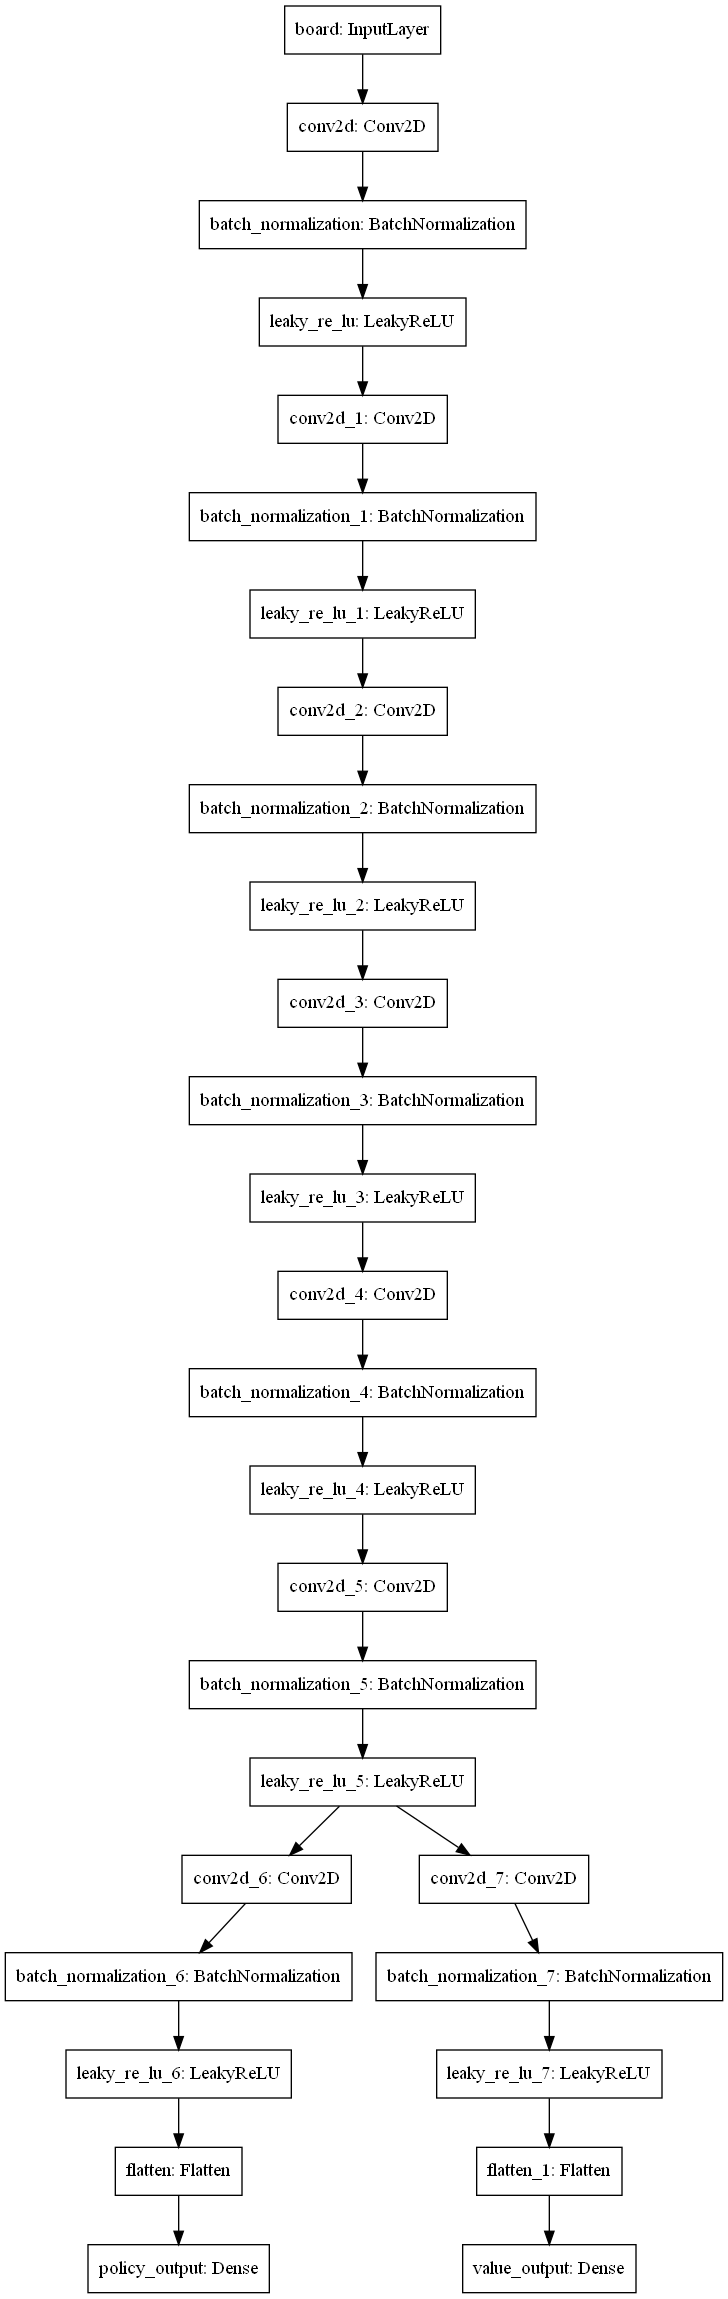 board: InputLayer
conv2d: Conv2D
batch_normalization: BatchNormalization
leaky_re_lu: LeakyReLU
conv2d_1: Conv2D
batch_normalization_1: BatchNormalization
leaky_re_lu_1: LeakyReLU
conv2d_2: Conv2D
batch_normalization_2: BatchNormalization
leaky_re_lu_2: LeakyReLU
conv2d_3: Conv2D
batch_normalization_3: BatchNormalization
leaky_re_lu_3: LeakyReLU
conv2d_4: Conv2D
batch_normalization_4: BatchNormalization
leaky_re_lu_4: LeakyReLU
conv2d_5: Conv2D
batch_normalization_5: BatchNormalization
leaky_re_lu_5: LeakyReLU
conv2d_6: Conv2D
conv2d_7: Conv2D
batch_normalization_6: BatchNormalization
batch_normalization_7: BatchNormalization
leaky_re_lu_6: LeakyReLU
leaky_re_lu_7: LeakyReLU
flatten: Flatten
flatten_1: Flatten
policy_output: Dense
value_output: Dense